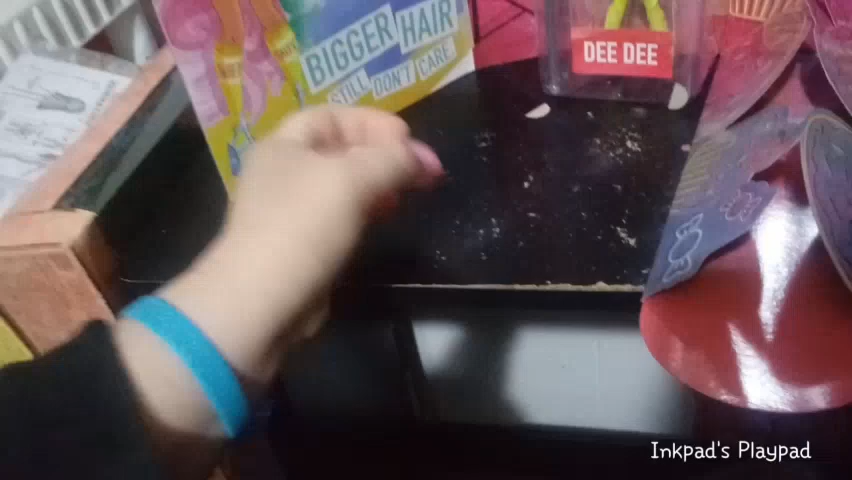 BIGGER HAIR
STILL DON'T CARE
DEE DEE
Inkpad's Playpad